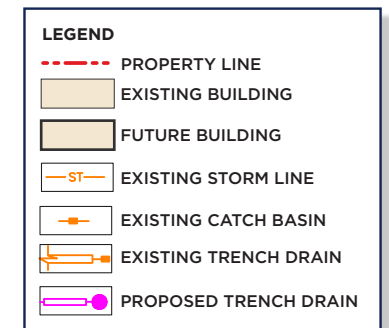 LEGEND
PROPERTY LINE
EXISTING BUILDING
FUTURE BUILDING
ST EXISTING STORM LINE
EXISTING CATCH BASIN
EXISTING TRENCH DRAIN
PROPOSED TRENCH DRAIN